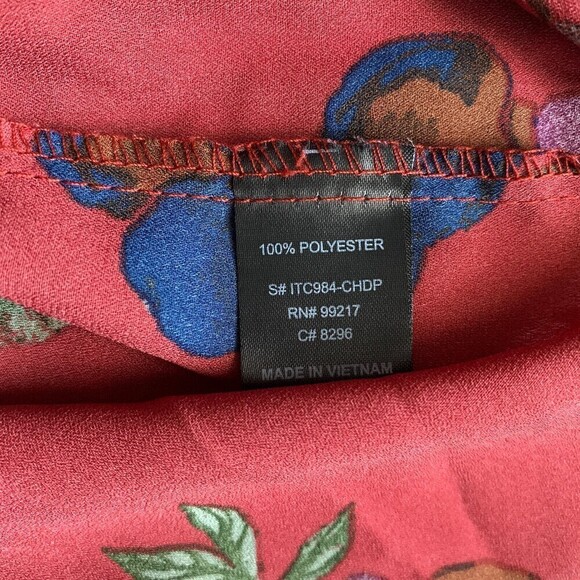 100% POLYESTER
S# ITC984-CHDP
RN# 99217
C# 8296
MADE IN VIETNAM